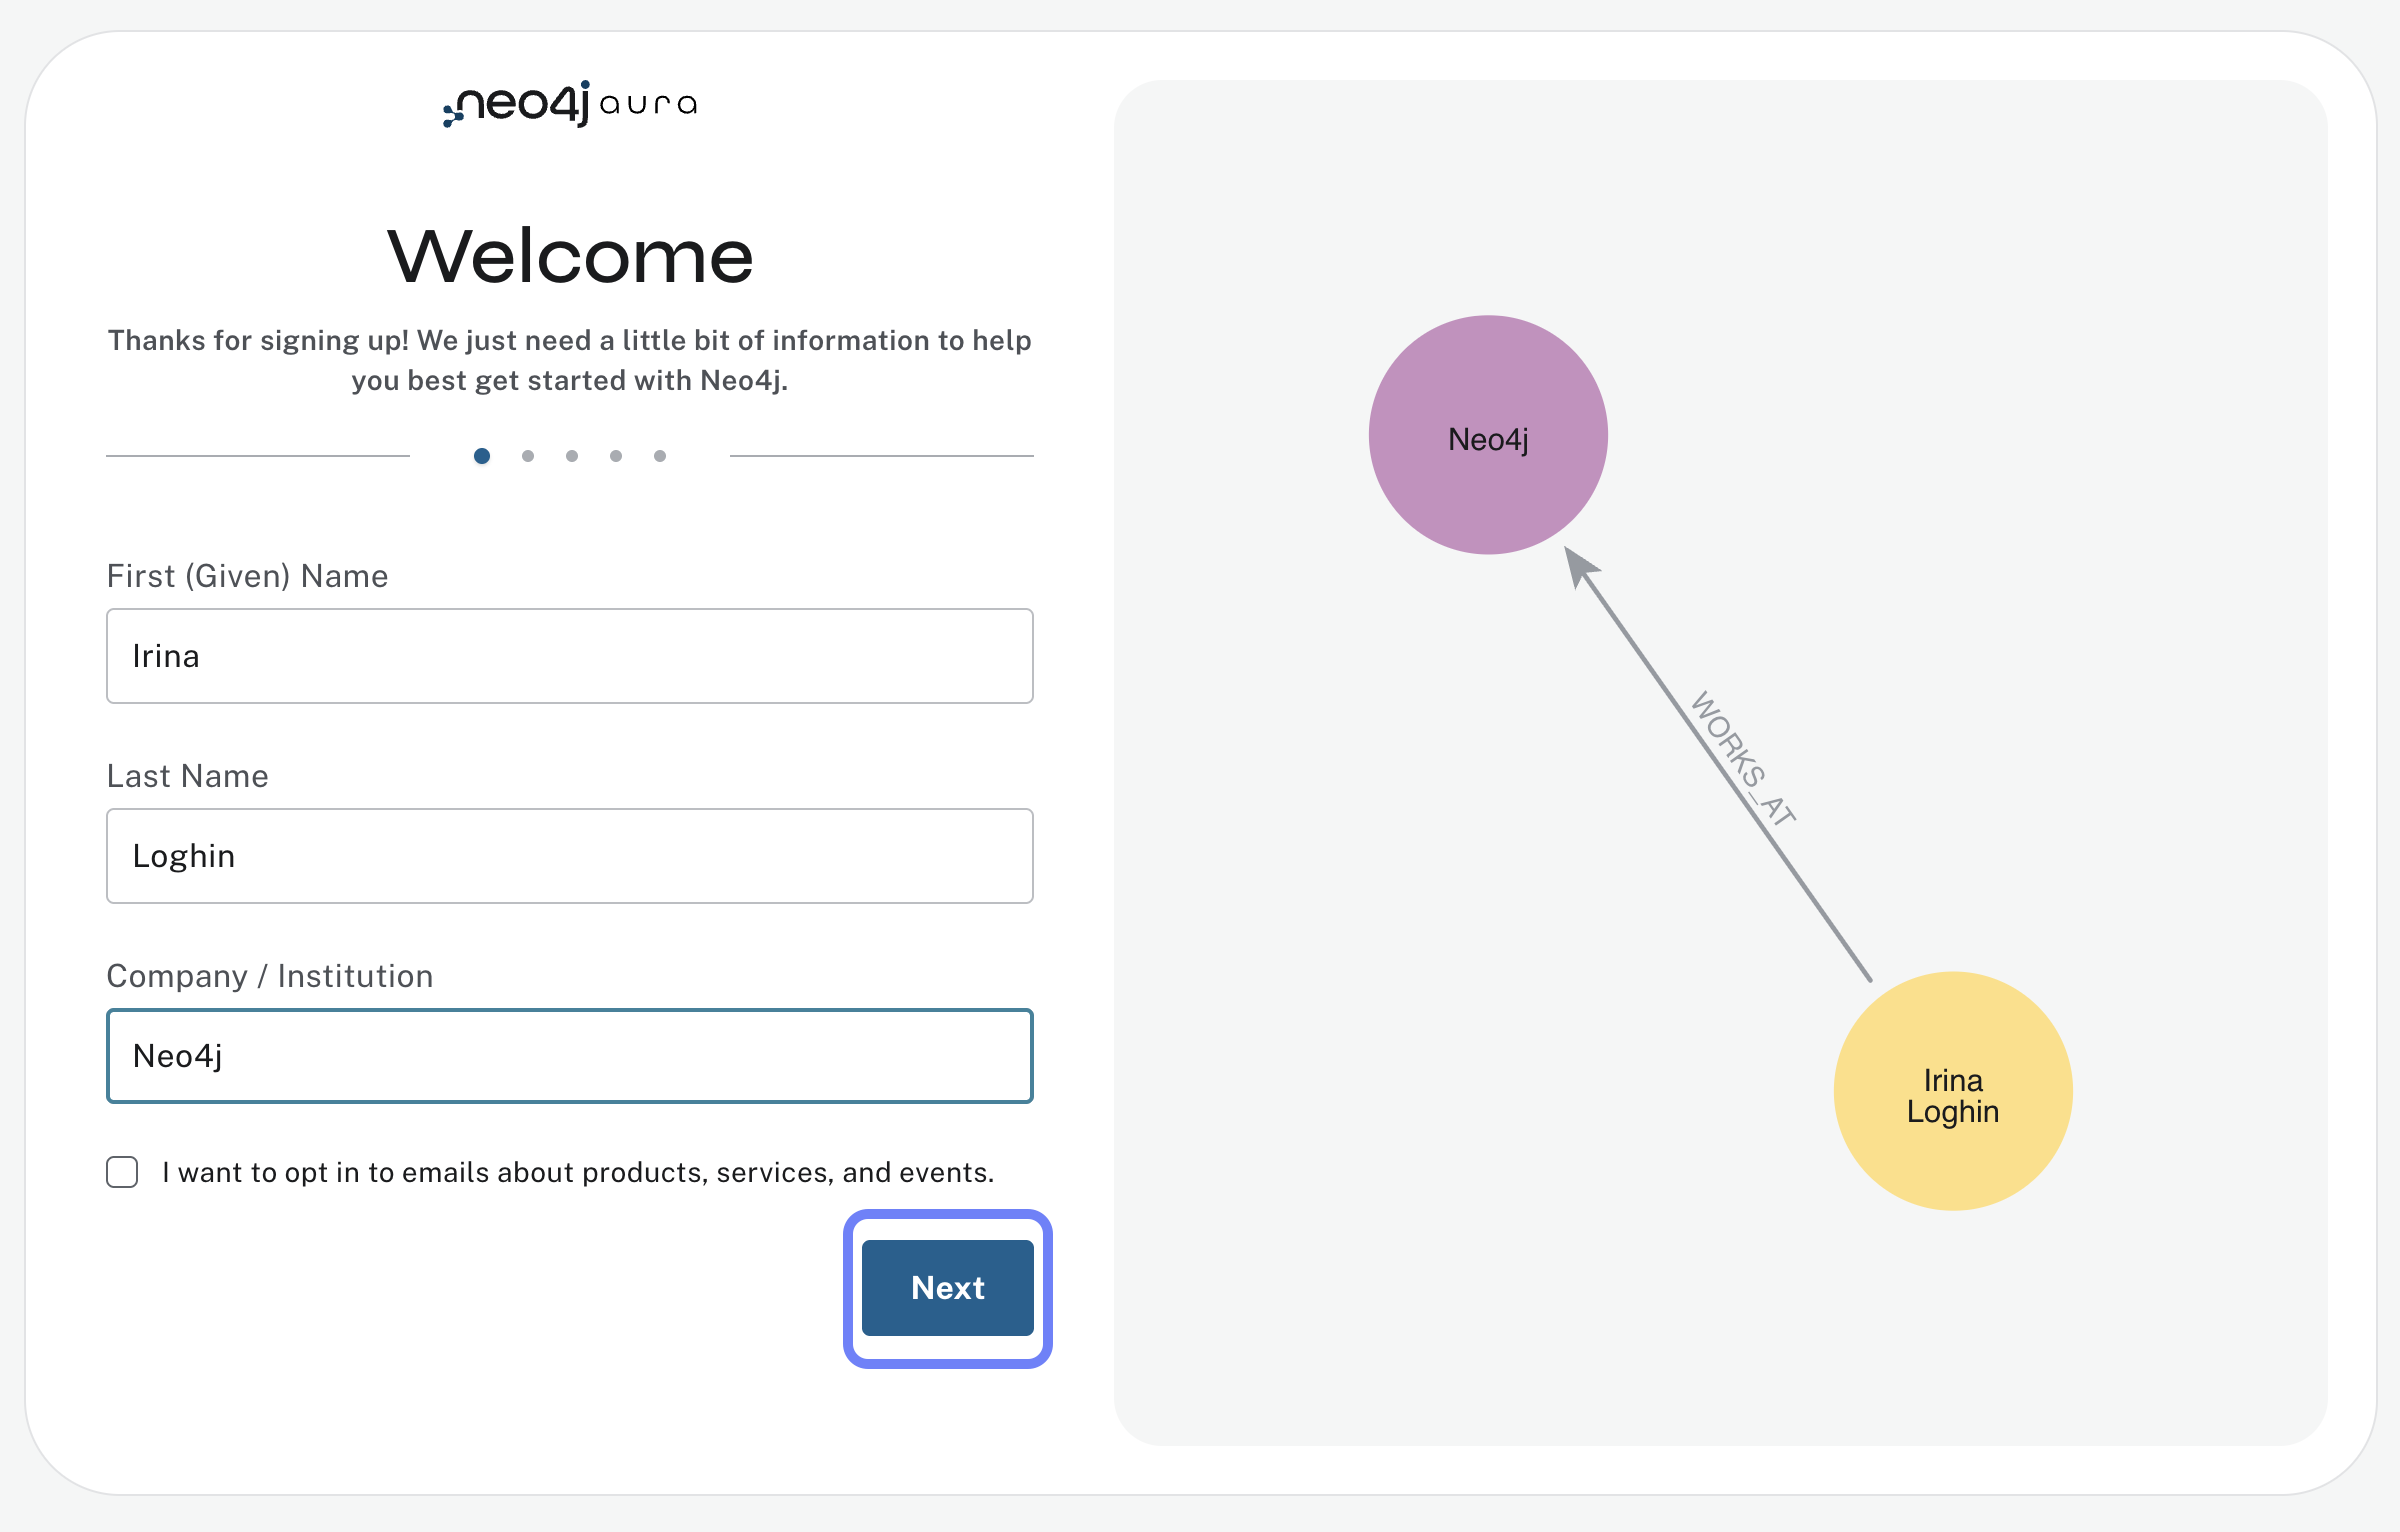 neo4j aura
Welcome
Thanks for signing up! We just need a little bit of information to help
you best get started with Neo4j.
First (Given) Name
Irina
Last Name
Loghin
Company / Institution
Neo4j
I want to opt in to emails about products, services, and events.
Next
Neo4j
WORKS_AT
Irina
Loghin